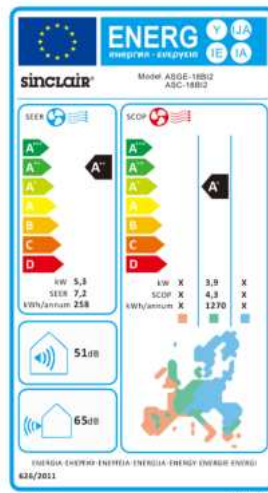 ENERG Y IJA
енергия · ενεργεια IE IA
sinclair®
Model ASGE-18BI2
ASC-18BI2
SEER
SCOP
A+++ A+++
A++ A++ A++
A+ A+ A+
A A
B B
C C
D D
kW 5,3 kW X 3,9 X
SEER 7,2 SCOP X 4,3 X
kWh/annum 258 kWh/annum X 1270 X
51dB
65dB
ENERGIA·ЕНЕРГИЯ·ΕΝΕΡΓΕΙΑ·ENERGIJA·ENERGY·ENERGIE·ENERGI
626/2011